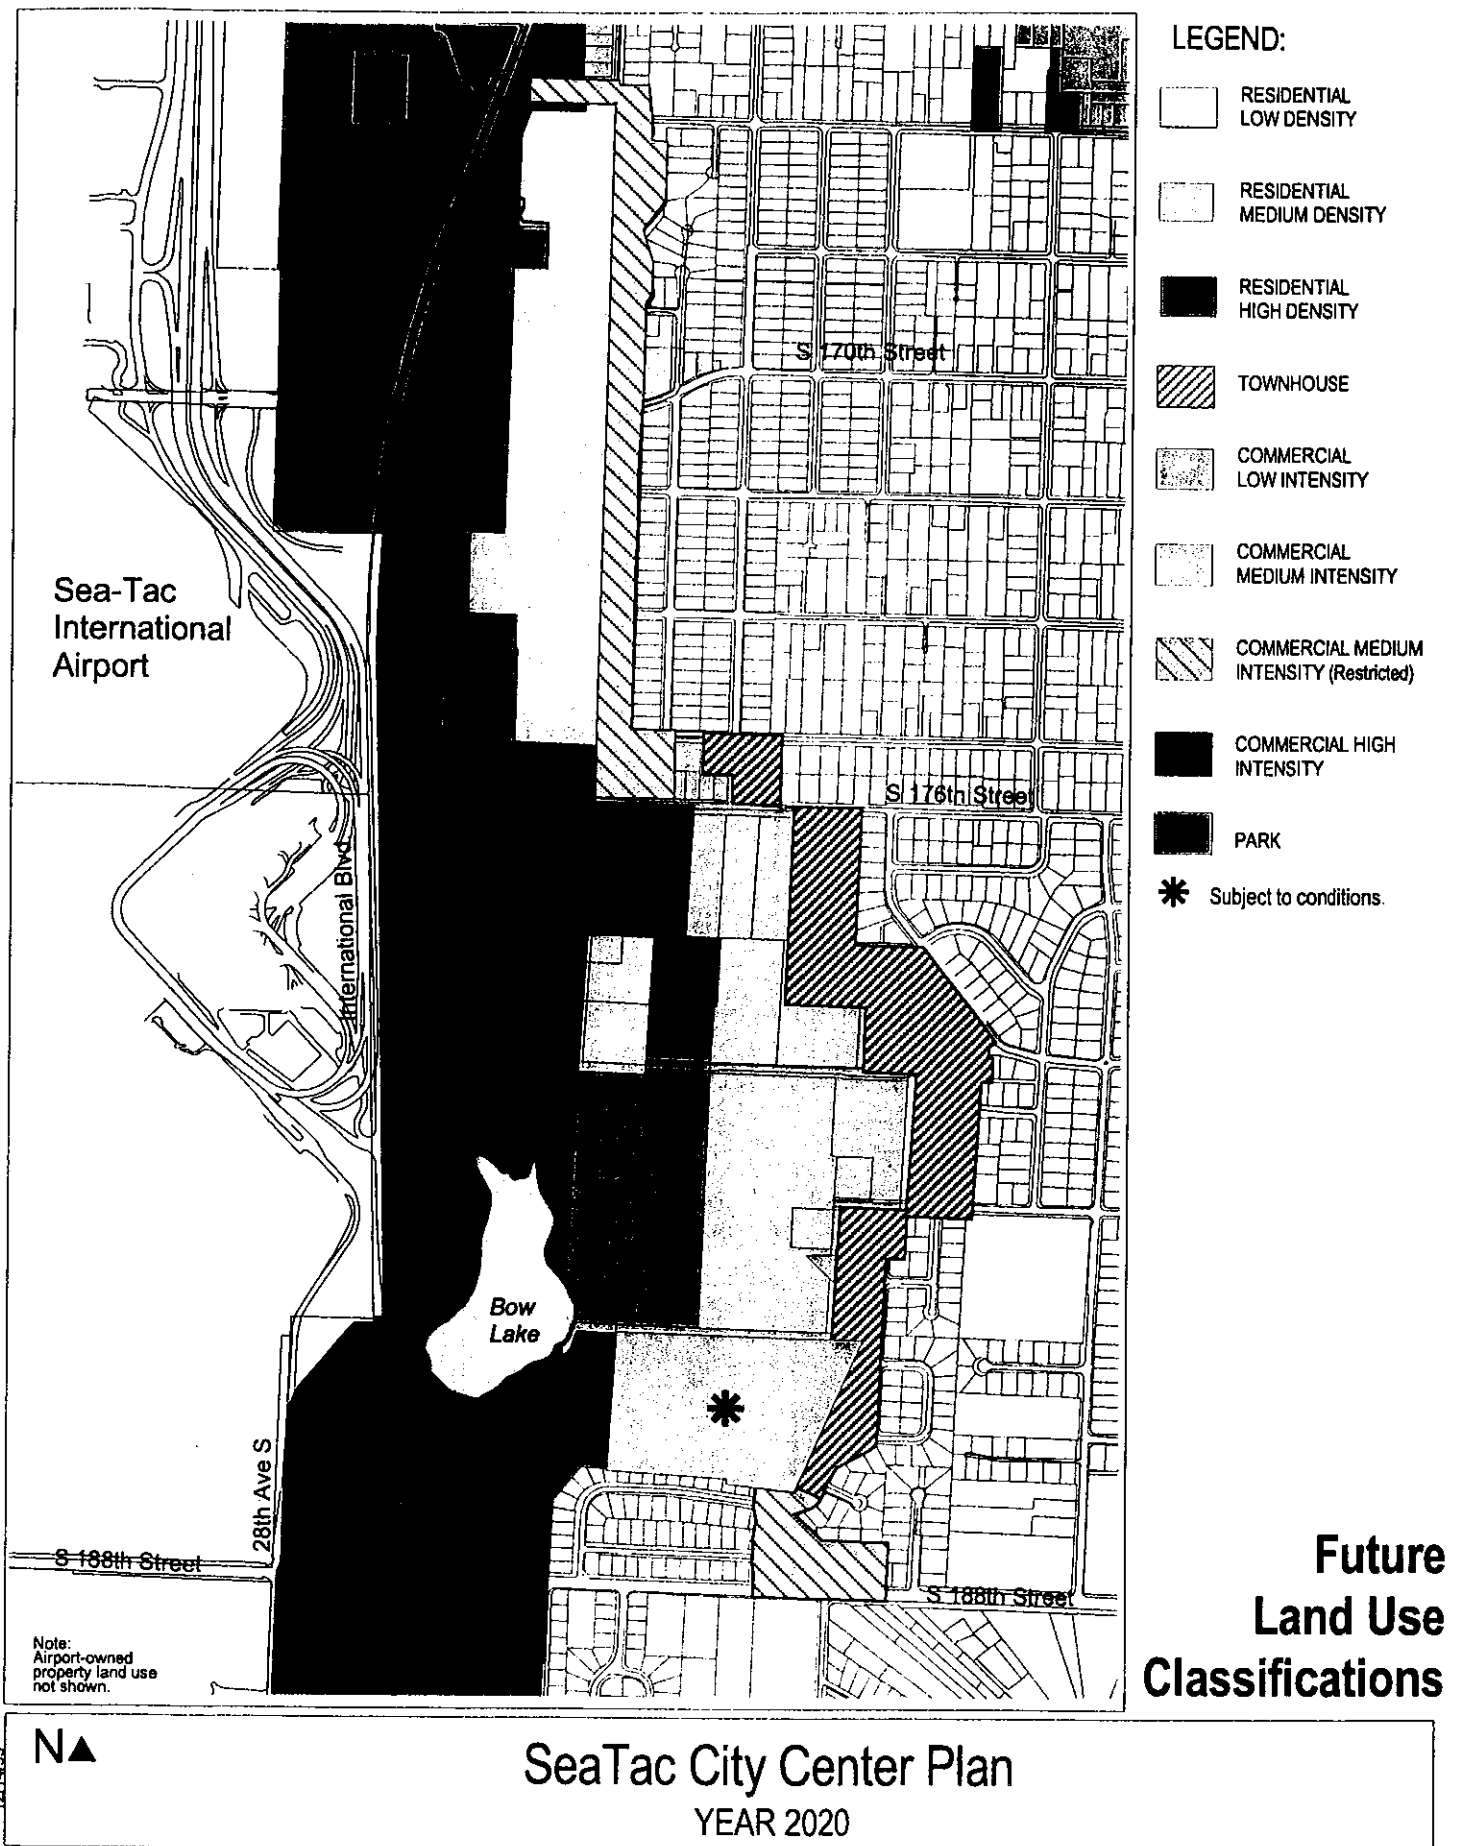 LEGEND:
RESIDENTIAL
LOW DENSITY
RESIDENTIAL
MEDIUM DENSITY
RESIDENTIAL
HIGH DENSITY
TOWNHOUSE
COMMERCIAL
LOW INTENSITY
COMMERCIAL
MEDIUM INTENSITY
COMMERCIAL MEDIUM
INTENSITY (Restricted)
COMMERCIAL HIGH
INTENSITY
PARK
Subject to conditions.
S 170th Street
Sea-Tac
International
Airport
S 176th Street
International Blvd
Bow
Lake
28th Ave S
S 188th Street
S 188th Street
Note:
Airport-owned
property land use
not shown.
Future
Land Use
Classifications
N
SeaTac City Center Plan
YEAR 2020